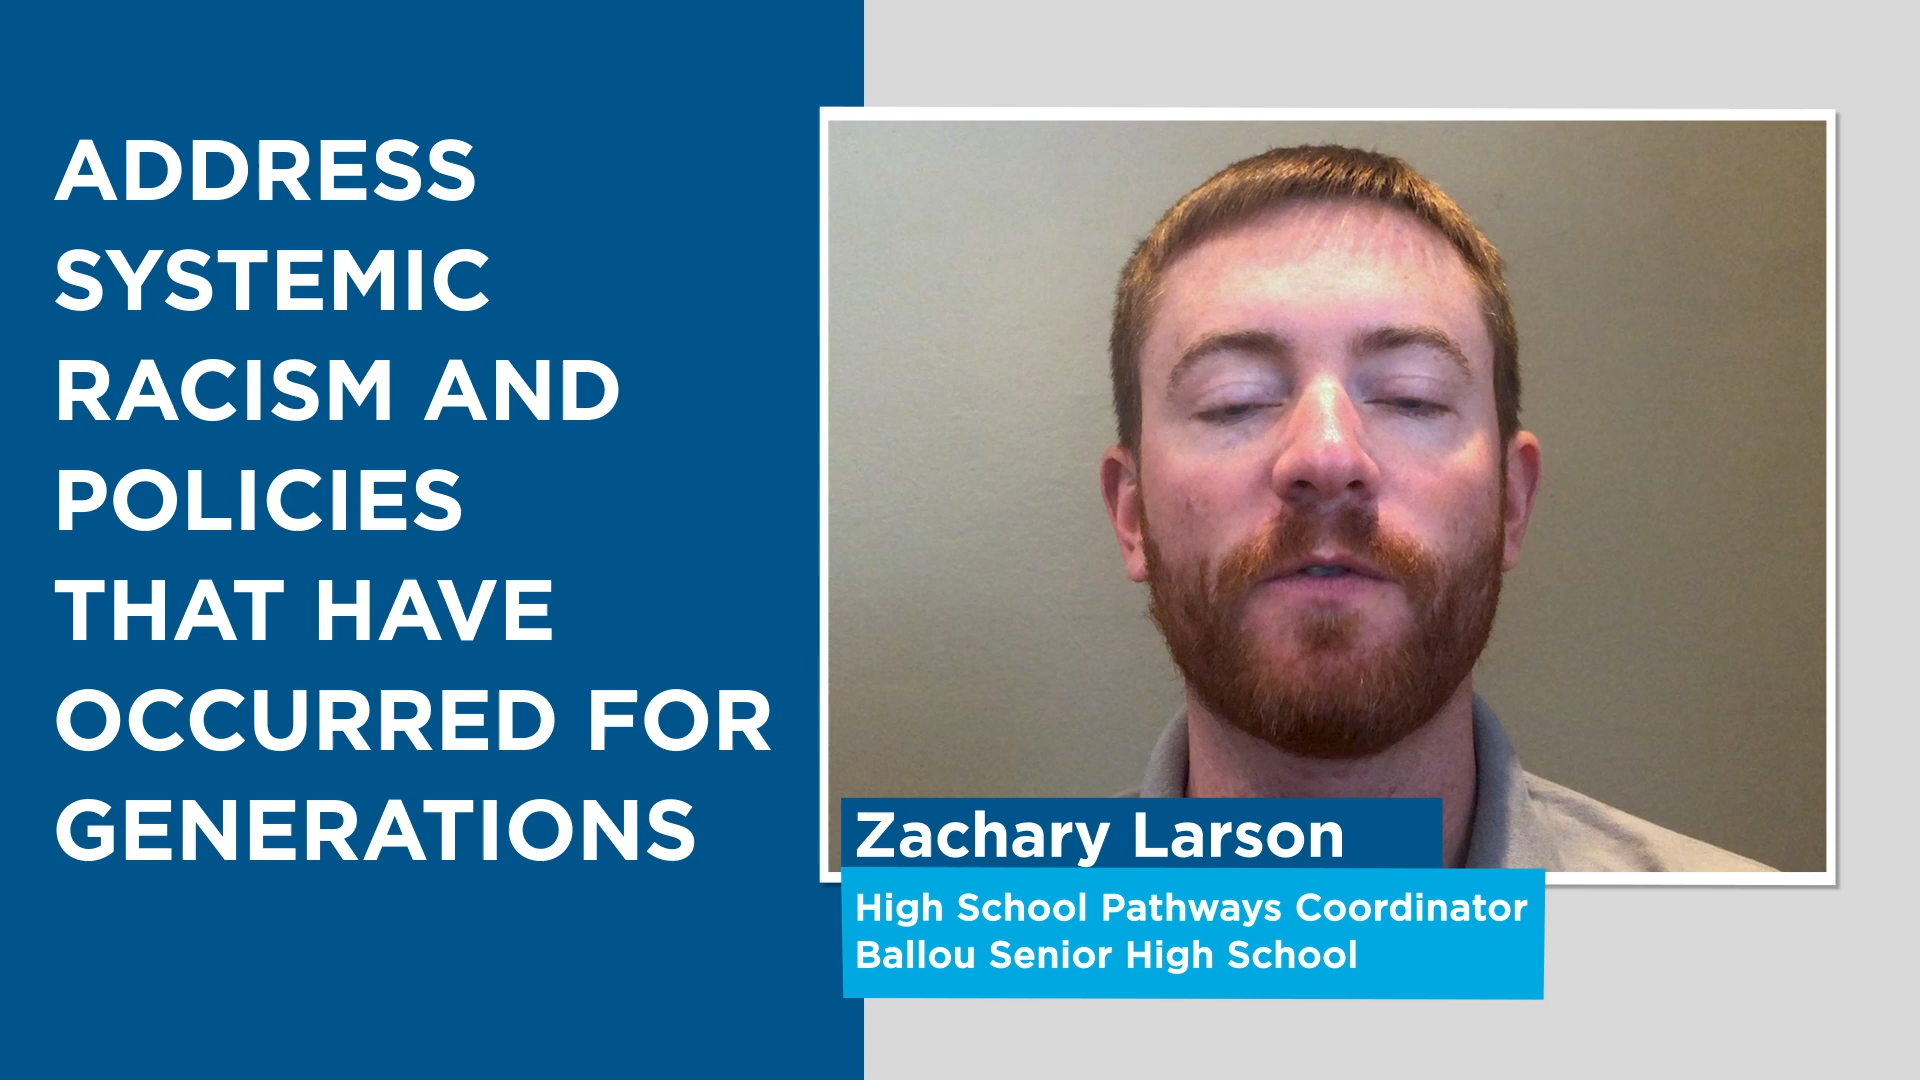 ADDRESS
SYSTEMIC
RACISM AND
POLICIES
THAT HAVE
OCCURRED FOR
GENERATIONS
Zachary Larson
High School Pathways Coordinator
Ballou Senior High School